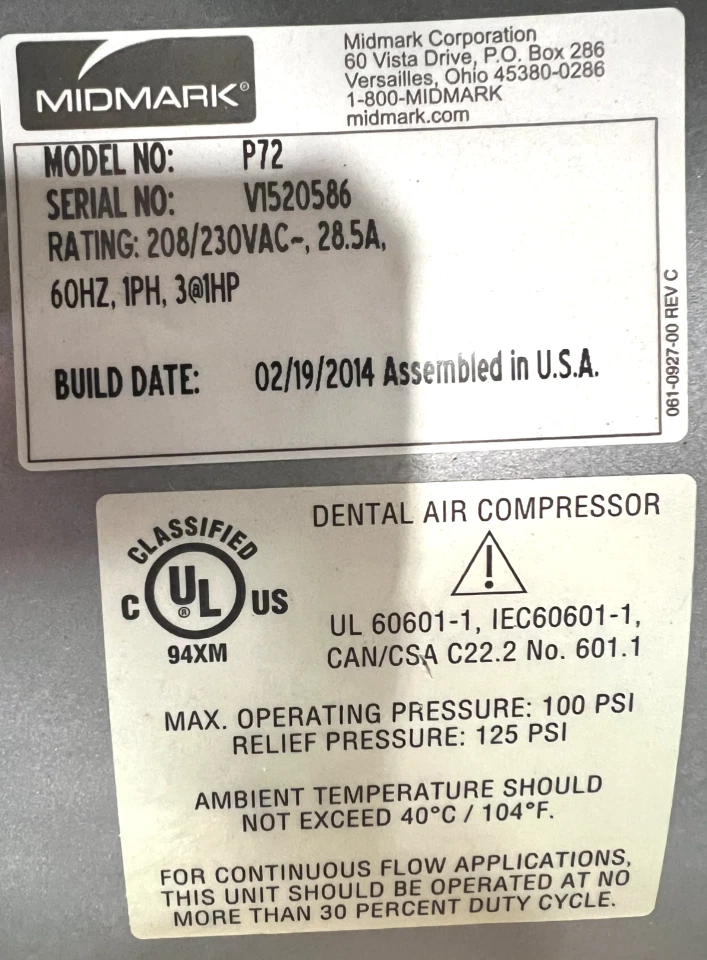 MIDMARK®
Midmark Corporation
60 Vista Drive, P.O. Box 286
Versailles, Ohio 45380-0286
1-800-MIDMARK
midmark.com
MODEL NO: P72
SERIAL NO: V1520586
RATING: 208/230VAC~, 28.5A,
60HZ, 1PH, 3@1HP
BUILD DATE: 02/19/2014 Assembled in U.S.A.
061-0927-00 REV C
DENTAL AIR COMPRESSOR
CLASSIFIED
C UL® US
94XM
UL 60601-1, IEC60601-1,
CAN/CSA C22.2 No. 601.1
MAX. OPERATING PRESSURE: 100 PSI
RELIEF PRESSURE: 125 PSI
AMBIENT TEMPERATURE SHOULD
NOT EXCEED 40°C / 104°F.
FOR CONTINUOUS FLOW APPLICATIONS,
THIS UNIT SHOULD BE OPERATED AT NO
MORE THAN 30 PERCENT DUTY CYCLE.